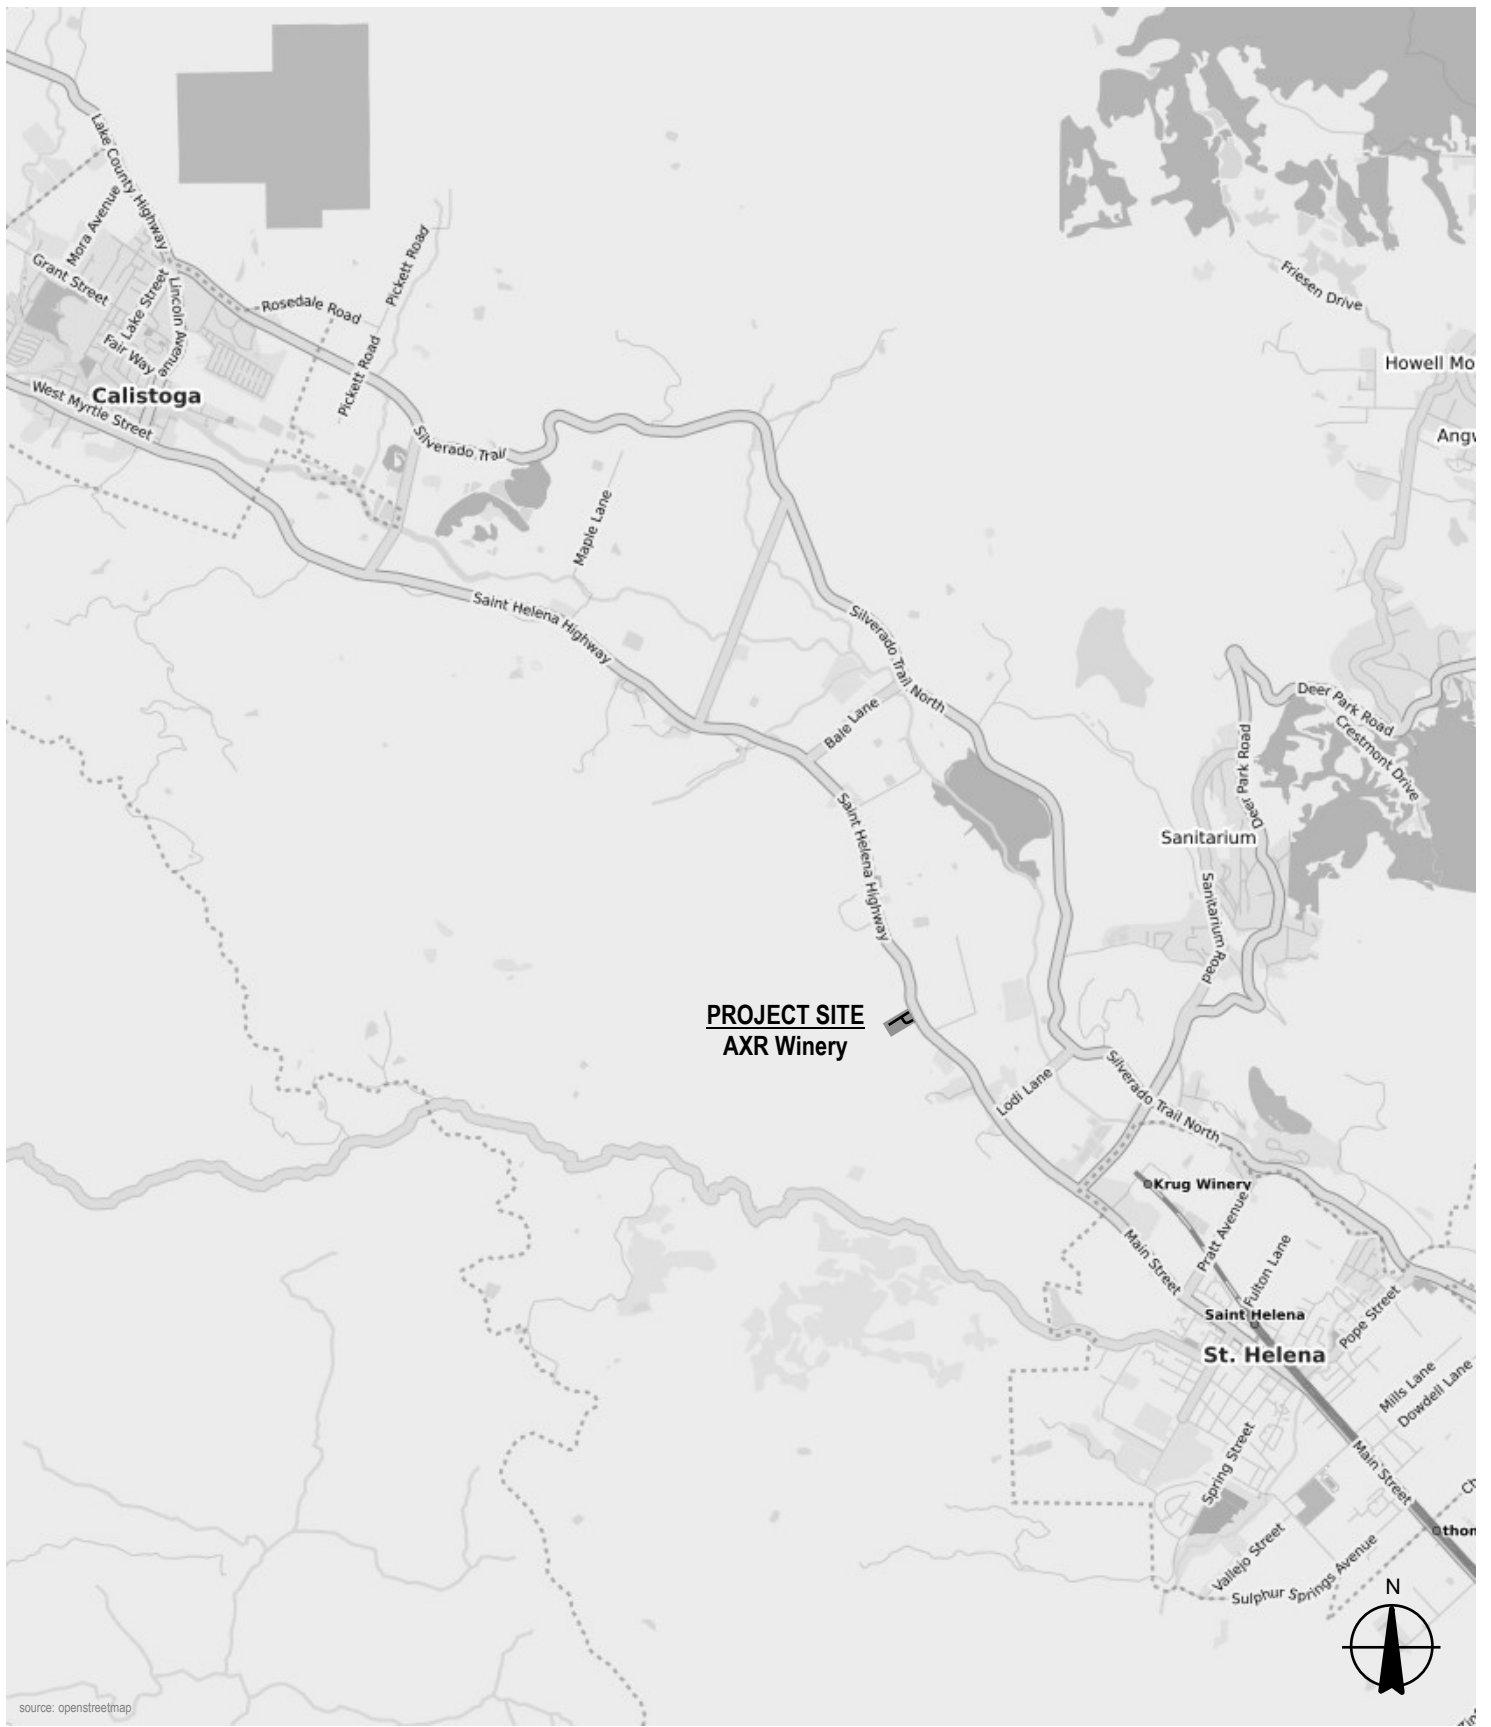 Lake County Highway
Mora Avenue
Grant Street
Lake Street
Lincoln Avenue
Fair Way
Rosedale Road
Pickett Road
Pickett Road
Friesen Drive
Howell Mo
Calistoga
West Myrtle Street
Silverado Trail
Angw
Maple Lane
Saint Helena Highway
Silverado Trail North
Bale Lane
Deer Park Road
Crestmont Drive
Deer Park Road
Saint Helena Highway
Sanitarium
Sanitarium Road
PROJECT SITE
AXR Winery
Lodi Lane
Silverado Trail North
Krug Winery
Pratt Avenue
Main Street
Fulton Lane
Saint Helena
Pope Street
St. Helena
Mills Lane
Dowdell Lane
Spring Street
Main Street
Ch
thon
Vallejo Street
Sulphur Springs Avenue
N
source: openstreetmap